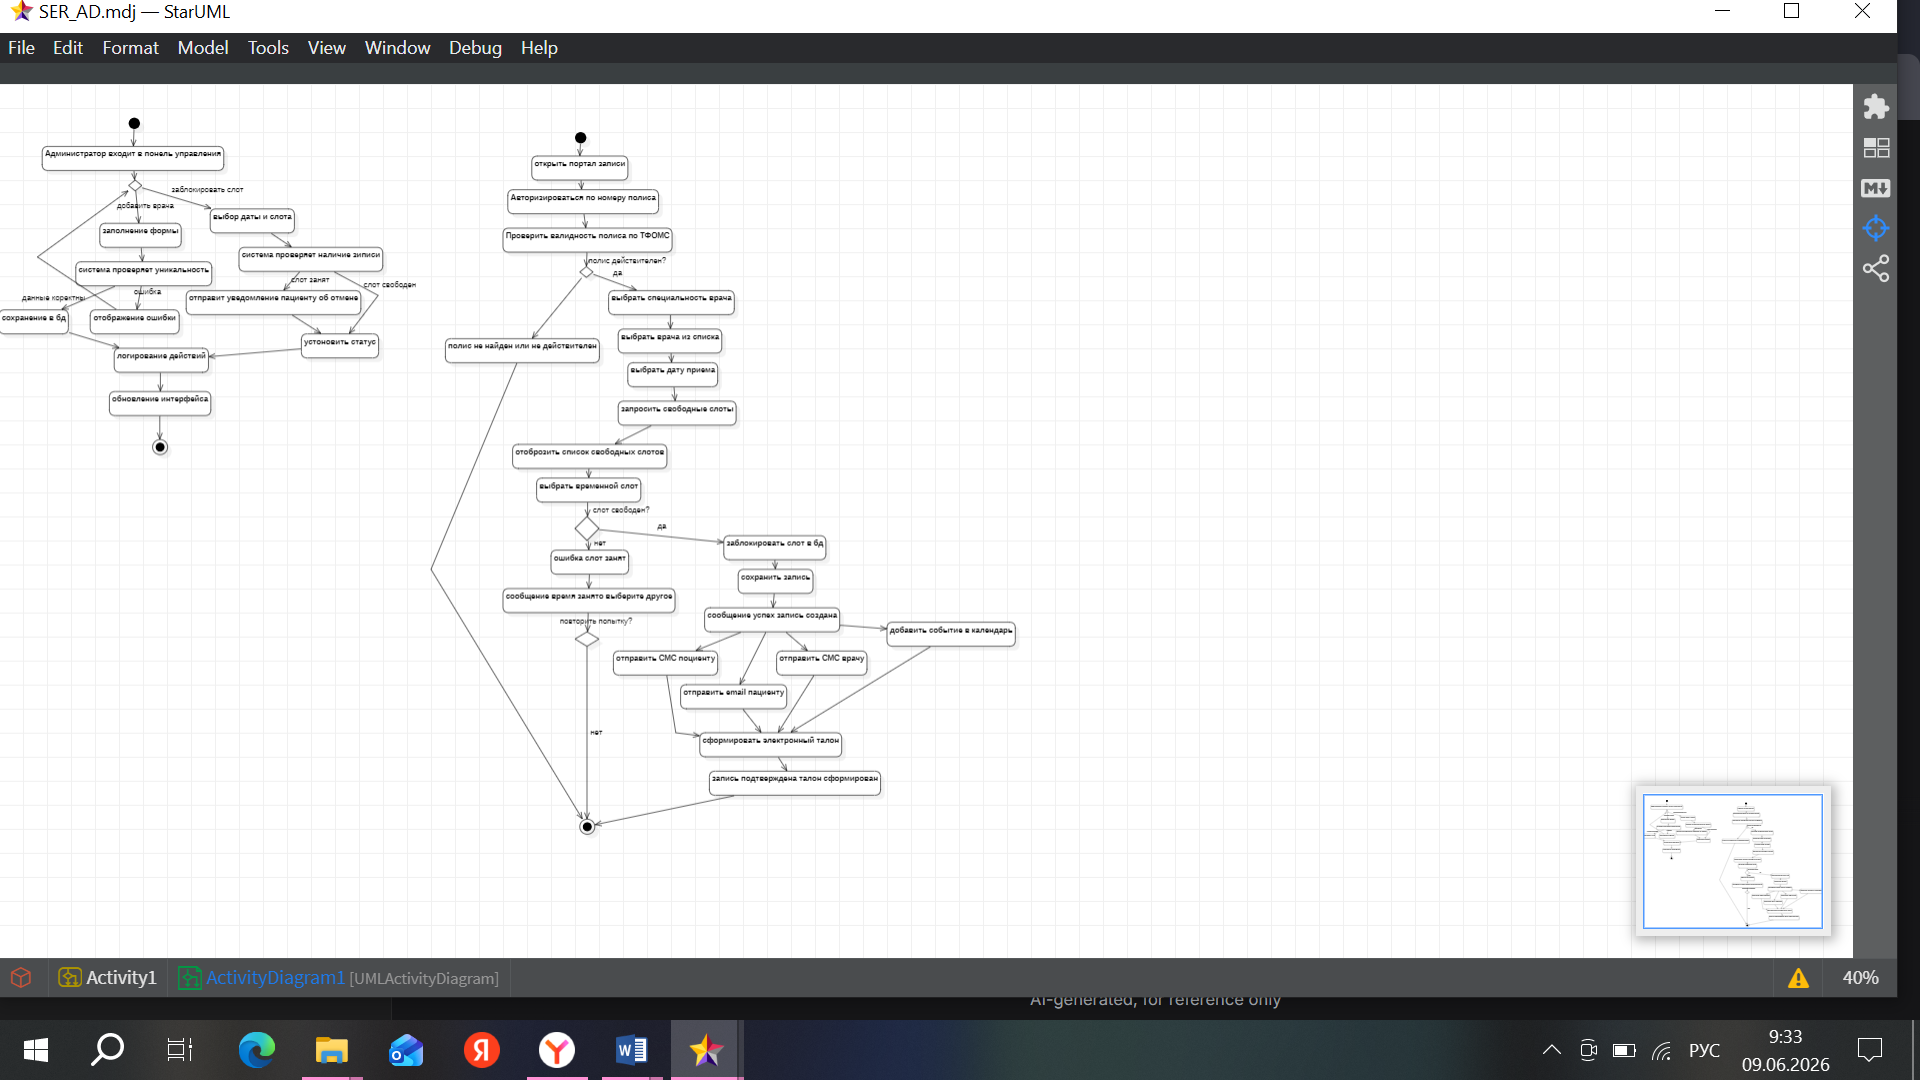 SER_AD.mdj — StarUML
File Edit Format Model Tools View Window Debug Help
Администратор входит в понель управления
заблокировать слот
добавить врача
выбор даты и слота
заполнение формы
система проверяет наличие зиписи
система проверяет уникальность
слот занят
слот свободен
данные коректны
ошибка
отправит уведомление пациенту об отмене
сохранение в бд
отображение ошибки
устоновить статус
логирование действий
обновление интерфейса
открыть портал записи
Авторизироваться по номеру полиса
Проверить валидность полиса по ТФОМС
полис действителен?
да
выбрать специальность врача
выбрать врача из списка
полис не найден или не действителен
выбрать дату приема
запросить свободные слоты
отоброзить список свободных слотов
выбрать временной слот
слот свободен?
да
нет
заблокировать слот в бд
ошибка слот занят
сохранить запись
сообщение время занято выберите другое
сообщение успех запись создана
повторить попытку?
добавить событие в календарь
отправить СМС поциенту
отправить СМС врачу
отправить email пациенту
нет
сформировать электронный талон
запись подтверждена талон сформирован
Activity1
ActivityDiagram1 [UMLActivityDiagram]
40%
AI-generated, for reference only
РУС
9:33
09.06.2026